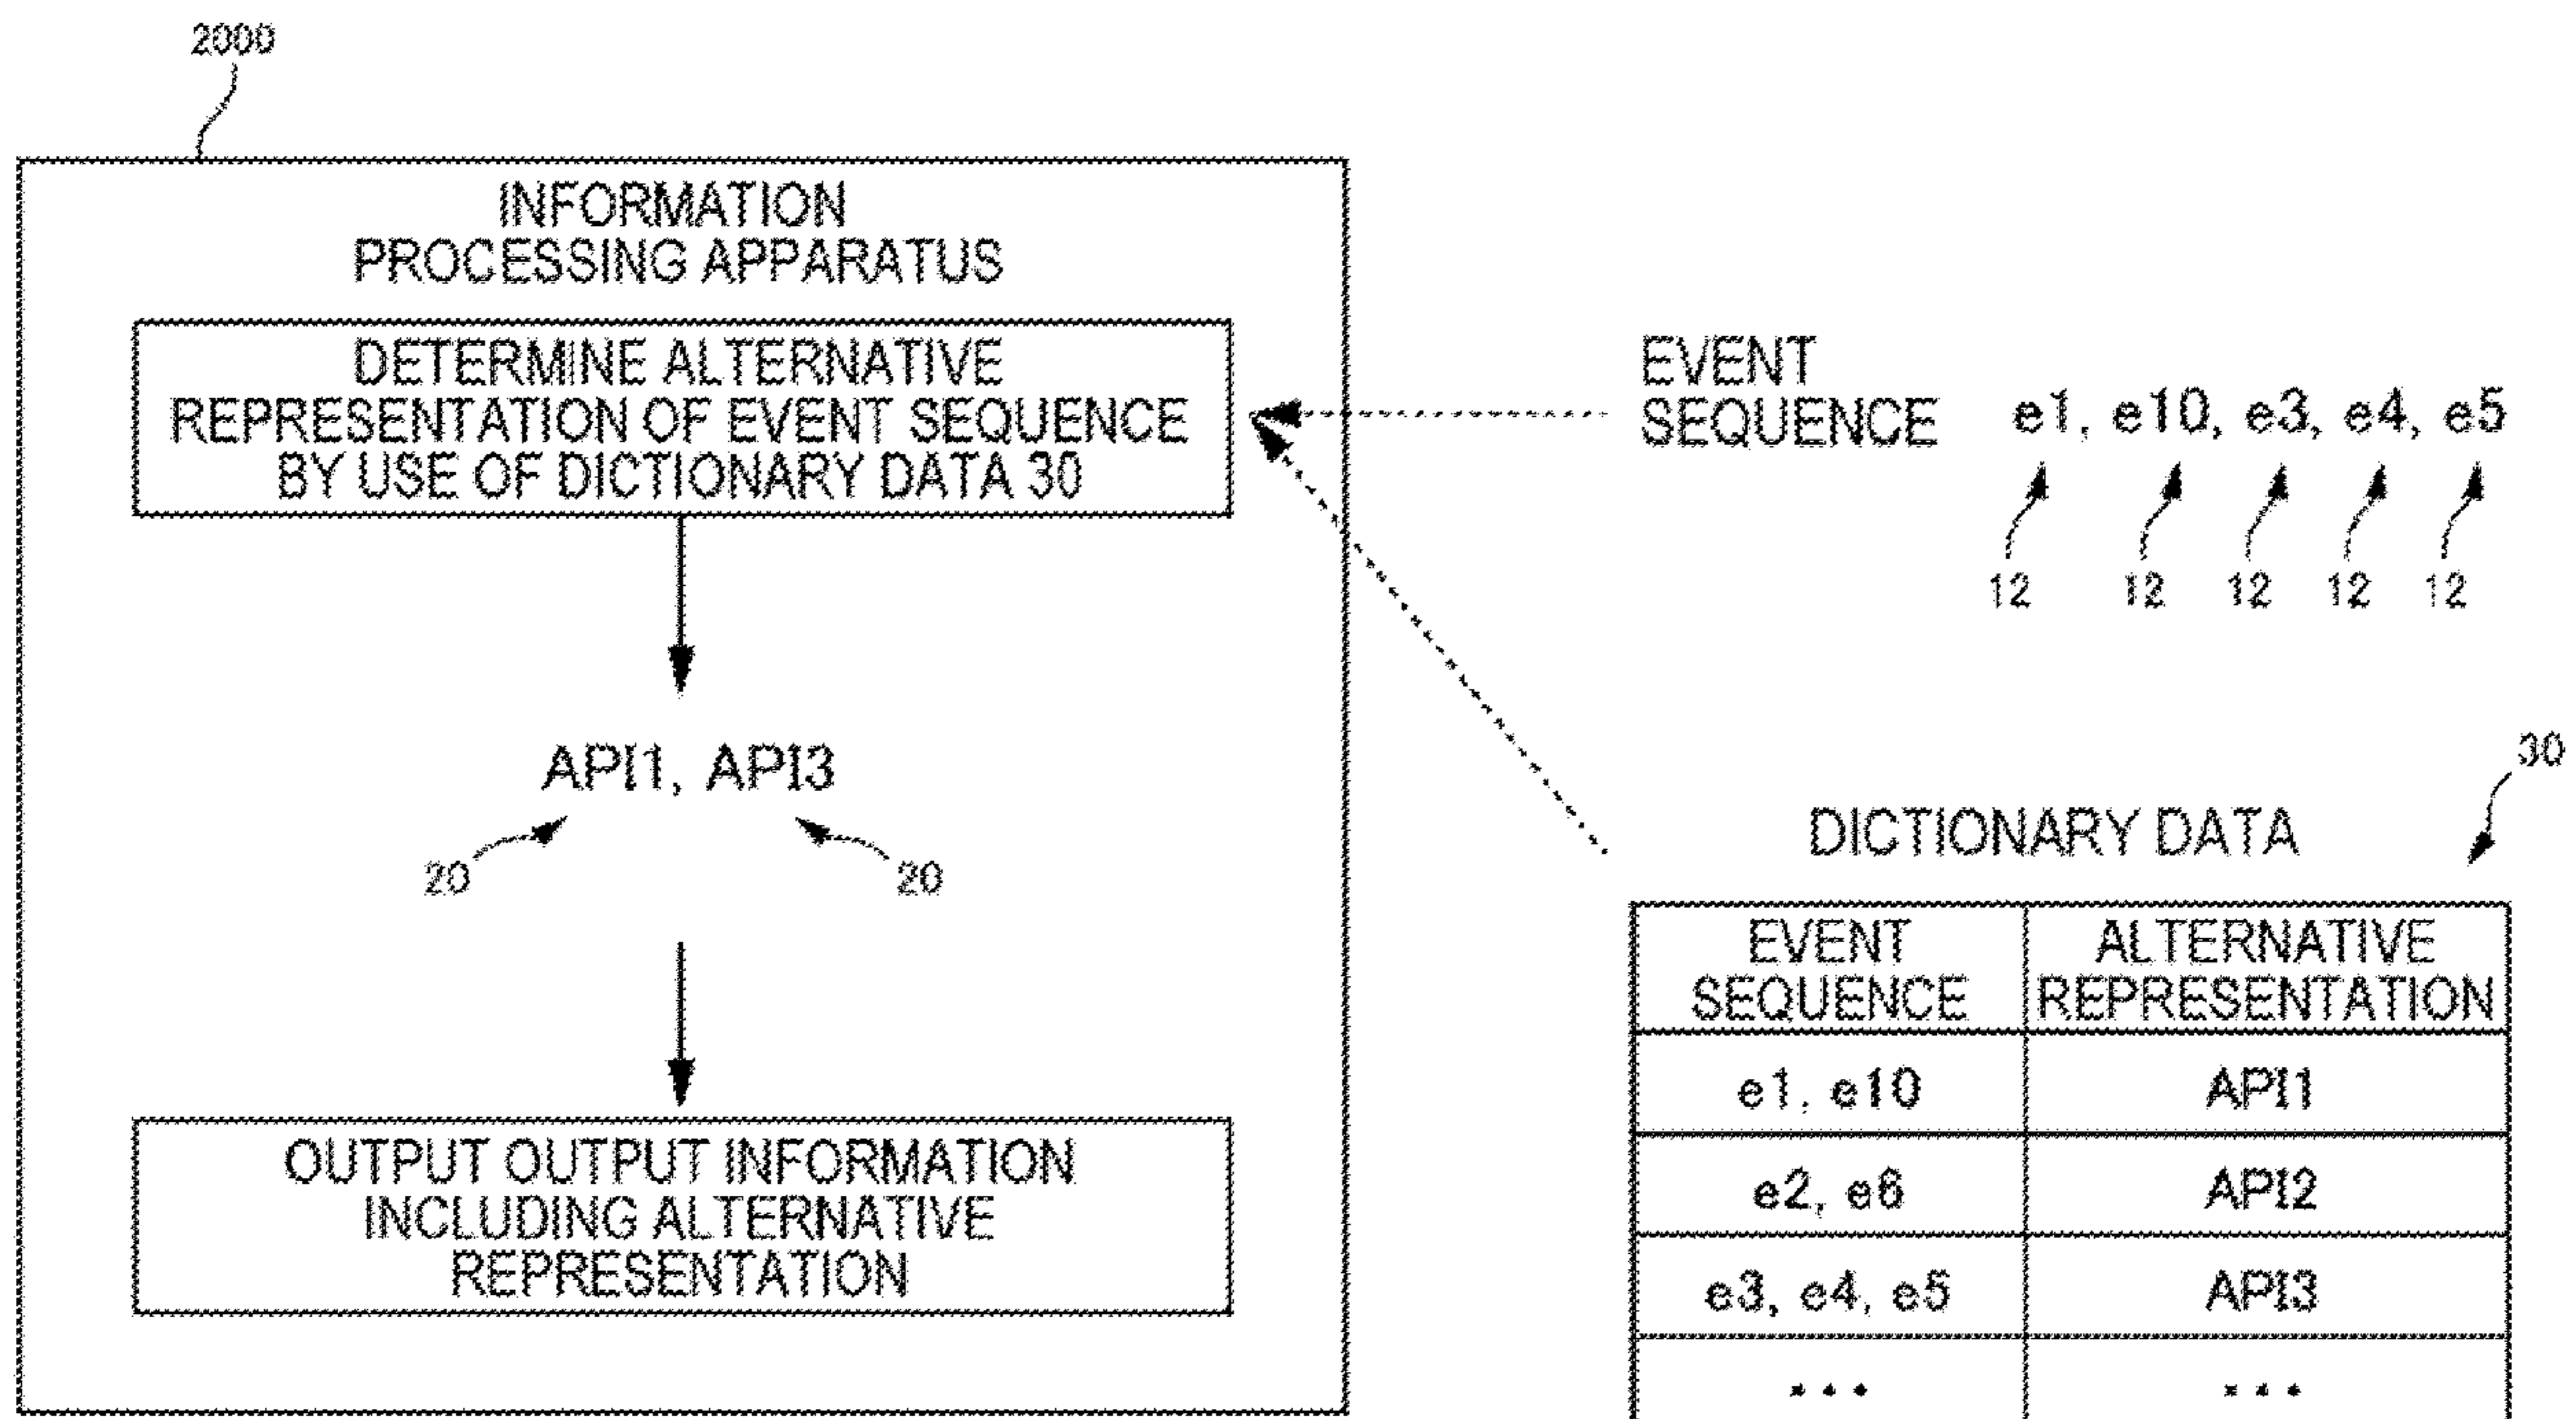 2000
INFORMATION
PROCESSING APPARATUS
DETERMINE ALTERNATIVE
REPRESENTATION OF EVENT SEQUENCE
BY USE OF DICTIONARY DATA 30
API1, API3
20 20
OUTPUT OUTPUT INFORMATION
INCLUDING ALTERNATIVE
REPRESENTATION
EVENT
SEQUENCE e1, e10, e3, e4, e5
12 12 12 12 12
30
DICTIONARY DATA
EVENT
SEQUENCE
ALTERNATIVE
REPRESENTATION
e1, e10 API1
e2, e6 API2
e3, e4, e5 API3
... ...